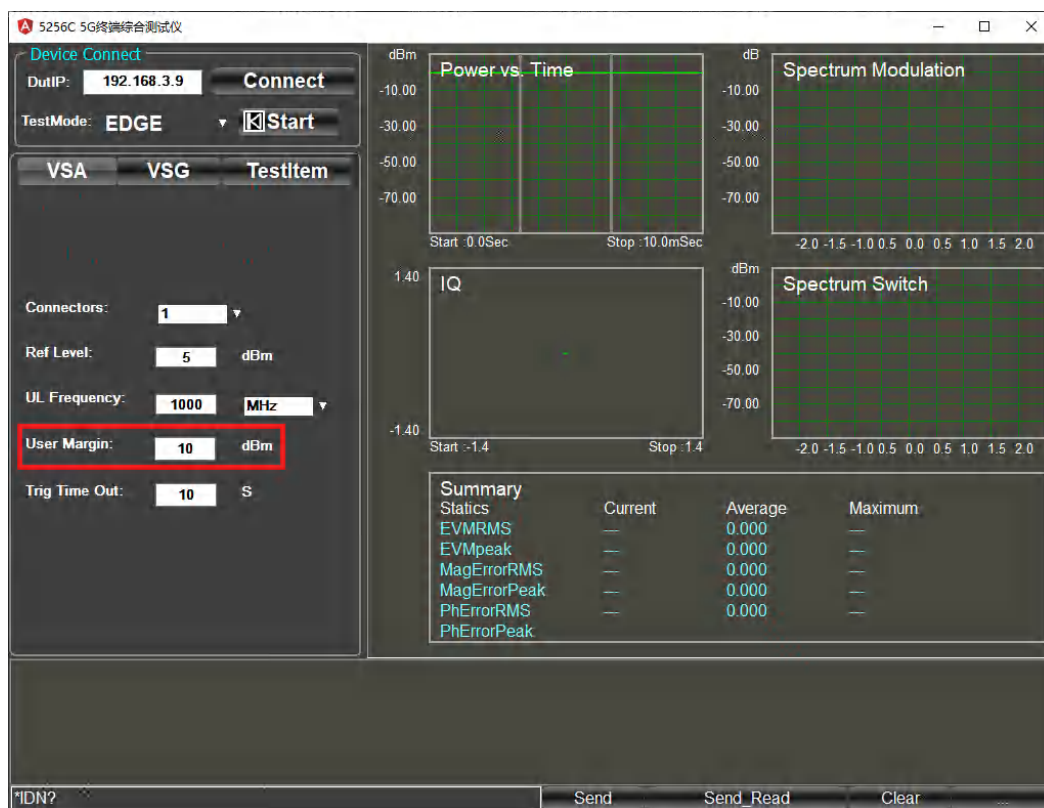 5256C 5G终端综合测试仪
Device Connect
DutIP: 192.168.3.9 Connect
TestMode: EDGE Start
VSA VSG TestItem
Connectors: 1
Ref Level: 5 dBm
UL Frequency: 1000 MHz
User Margin: 10 dBm
Trig Time Out: 10 S
dBm
Power vs. Time
-10.00
-30.00
-50.00
-70.00
Start :0.0Sec Stop :10.0mSec
dB
Spectrum Modulation
-10.00
-30.00
-50.00
-70.00
-2.0 -1.5 -1.0 0.5 0.0 0.5 1.0 1.5 2.0
1.40
IQ
-1.40
Start :-1.4 Stop :1.4
dBm
Spectrum Switch
-10.00
-30.00
-50.00
-70.00
-2.0 -1.5 -1.0 0.5 0.0 0.5 1.0 1.5 2.0
Summary
Statics Current Average Maximum
EVMRMS --- 0.000 ---
EVMpeak --- 0.000 ---
MagErrorRMS --- 0.000 ---
MagErrorPeak --- 0.000 ---
PhErrorRMS --- 0.000 ---
PhErrorPeak
*IDN? Send Send_Read Clear ...